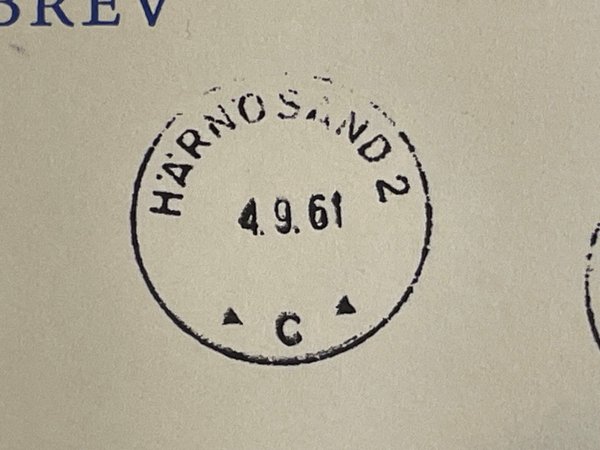 BREV
HÄRNÖSAND 2
4.9.61
C